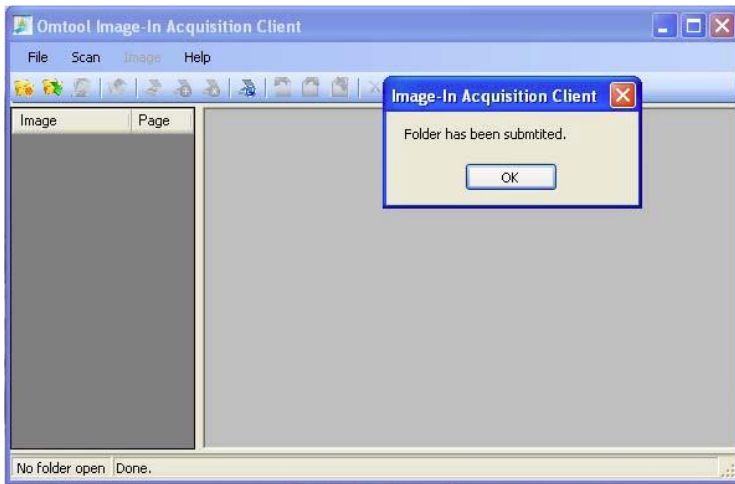 Omtool Image-In Acquisition Client
File Scan Image Help
Image Page
Image-In Acquisition Client
Folder has been submtited.
OK
No folder open Done.